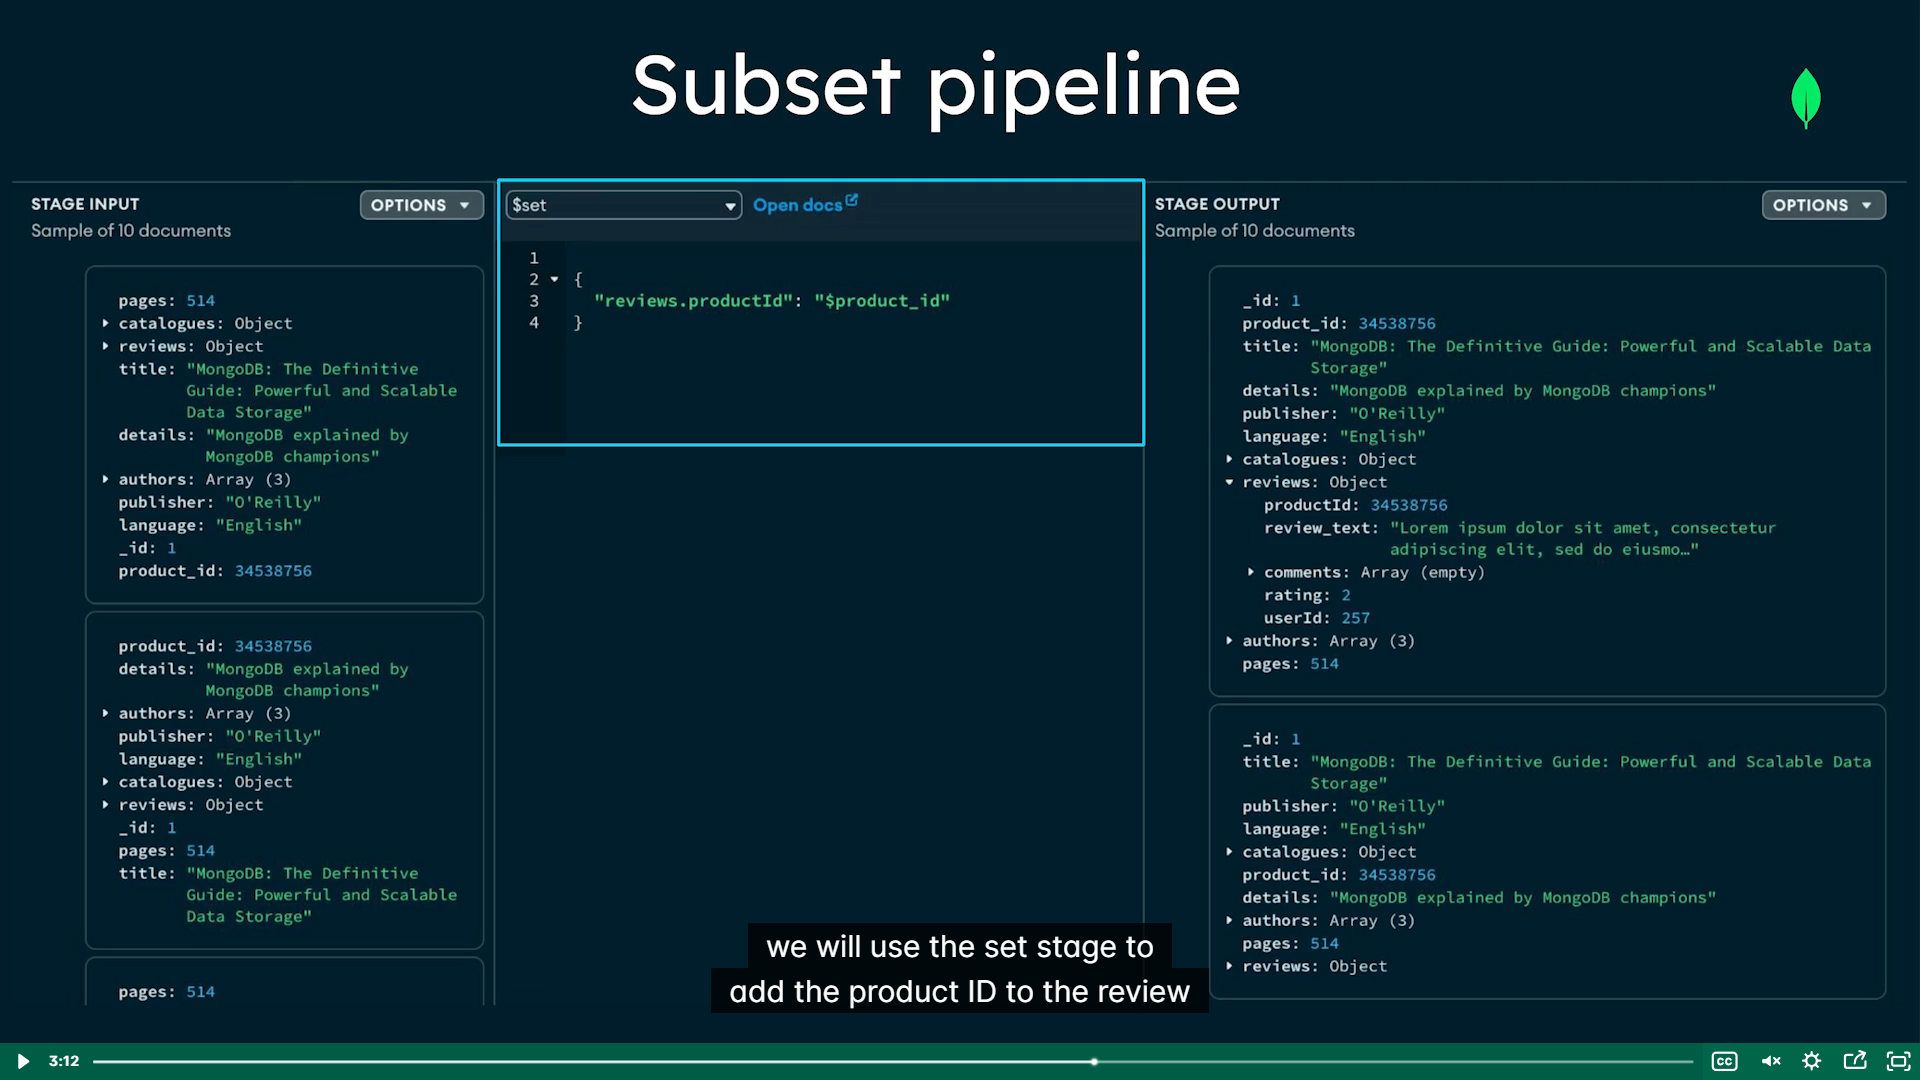 Subset pipeline
STAGE INPUT
OPTIONS
Sample of 10 documents
pages: 514
catalogues: Object
reviews: Object
title: "MongoDB: The Definitive
Guide: Powerful and Scalable
Data Storage"
details: "MongoDB explained by
MongoDB champions"
authors: Array (3)
publisher: "O'Reilly"
language: "English"
_id: 1
product_id: 34538756
product_id: 34538756
details: "MongoDB explained by
MongoDB champions"
authors: Array (3)
publisher: "O'Reilly"
language: "English"
catalogues: Object
reviews: Object
_id: 1
pages: 514
title: "MongoDB: The Definitive
Guide: Powerful and Scalable
Data Storage"
pages: 514
$set
Open docs
1
2 {
3 "reviews.productId": "$product_id"
4 }
STAGE OUTPUT
OPTIONS
Sample of 10 documents
_id: 1
product_id: 34538756
title: "MongoDB: The Definitive Guide: Powerful and Scalable Data
Storage"
details: "MongoDB explained by MongoDB champions"
publisher: "O'Reilly"
language: "English"
catalogues: Object
reviews: Object
productId: 34538756
review_text: "Lorem ipsum dolor sit amet, consectetur
adipiscing elit, sed do eiusmo…"
comments: Array (empty)
rating: 2
userId: 257
authors: Array (3)
pages: 514
_id: 1
title: "MongoDB: The Definitive Guide: Powerful and Scalable Data
Storage"
publisher: "O'Reilly"
language: "English"
catalogues: Object
product_id: 34538756
details: "MongoDB explained by MongoDB champions"
authors: Array (3)
pages: 514
reviews: Object
we will use the set stage to
add the product ID to the review
3:12
CC